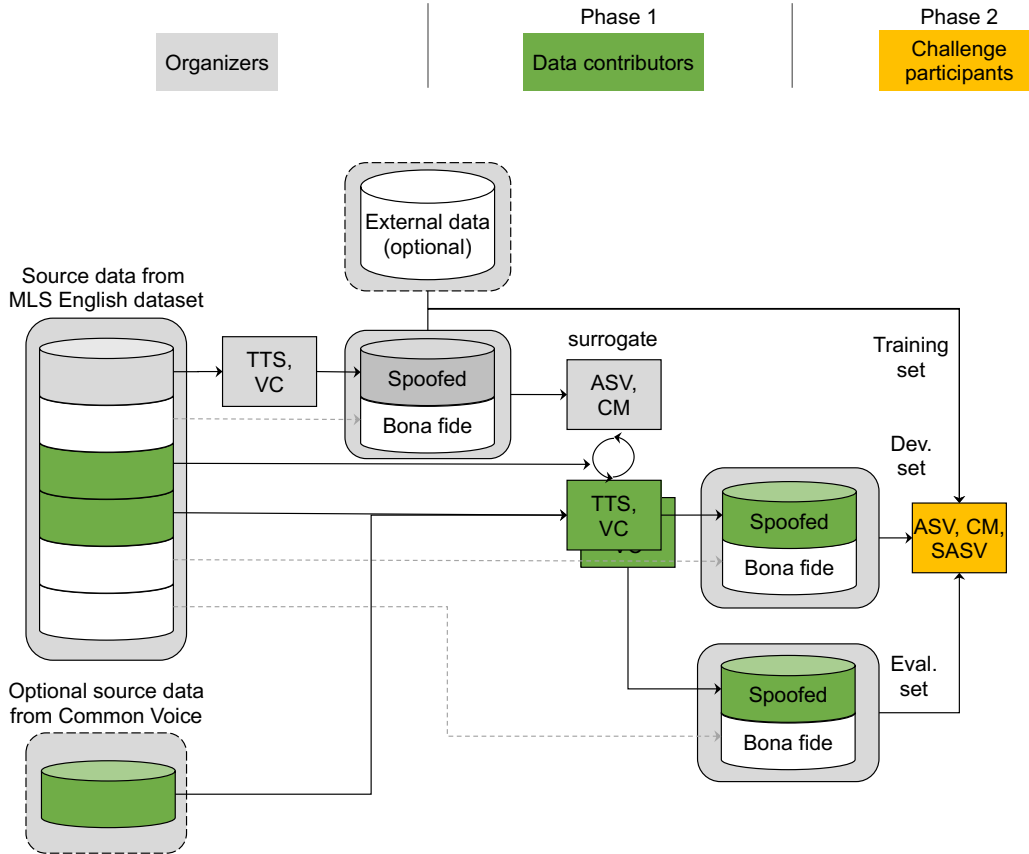 Phase 1
Phase 2
Organizers
Data contributors
Challenge
participants
External data
(optional)
Source data from
MLS English dataset
TTS,
VC
Spoofed
Bona fide
surrogate
ASV,
CM
Training
set
Dev.
set
TTS,
VC
VC
Spoofed
Bona fide
ASV, CM,
SASV
Optional source data
from Common Voice
Spoofed
Bona fide
Eval.
set